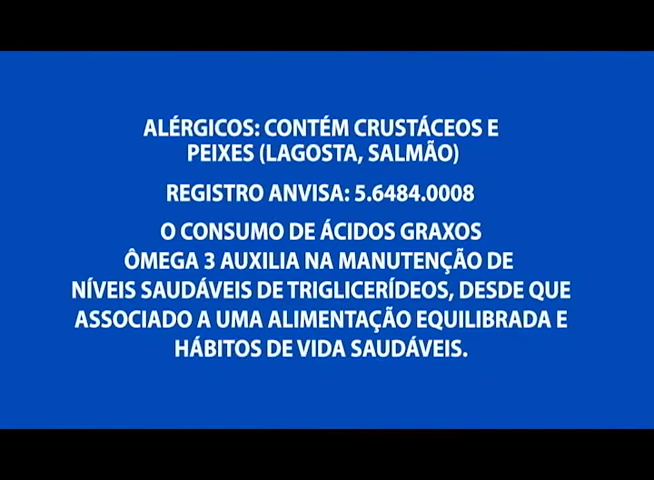 ALÉRGICOS: CONTÉM CRUSTÁCEOS E
PEIXES (LAGOSTA, SALMÃO)
REGISTRO ANVISA: 5.6484.0008
O CONSUMO DE ÁCIDOS GRAXOS
ÔMEGA 3 AUXILIA NA MANUTENÇÃO DE
NÍVEIS SAUDÁVEIS DE TRIGLICERÍDEOS, DESDE QUE
ASSOCIADO A UMA ALIMENTAÇÃO EQUILIBRADA E
HÁBITOS DE VIDA SAUDÁVEIS.